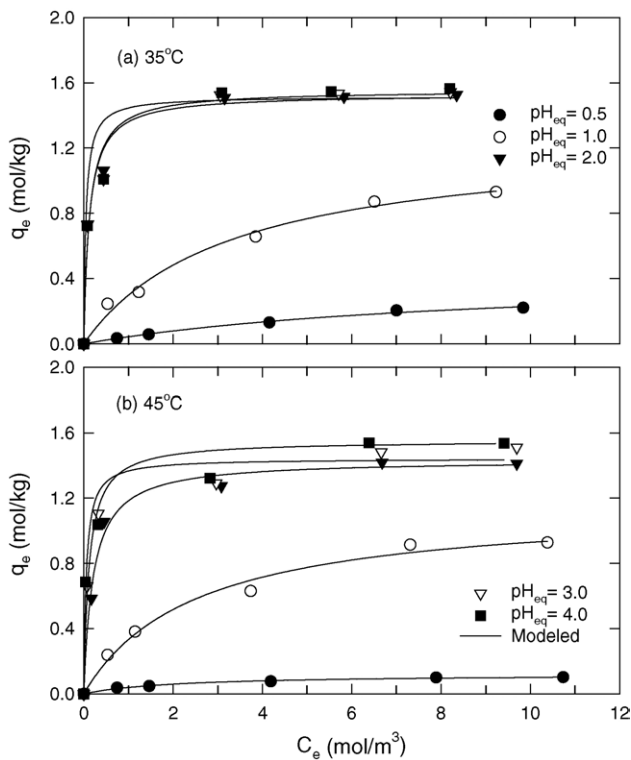 2.0
(a) 35°C
1.6
1.2
0.8
0.4
0.0
qₑ (mol/kg)
pHeq= 0.5
pHeq= 1.0
pHeq= 2.0
2.0
(b) 45°C
1.6
1.2
0.8
0.4
0.0
qₑ (mol/kg)
pHeq= 3.0
pHeq= 4.0
Modeled
0 2 4 6 8 10 12
Cₑ (mol/m³)